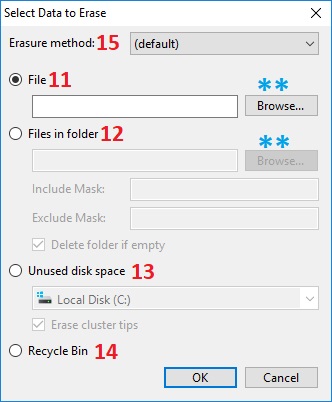 Select Data to Erase
Erasure method: 15 (default)
File 11
**
Browse...
Files in folder 12
**
Browse...
Include Mask:
Exclude Mask:
Delete folder if empty
Unused disk space 13
Local Disk (C:)
Erase cluster tips
Recycle Bin 14
OK Cancel